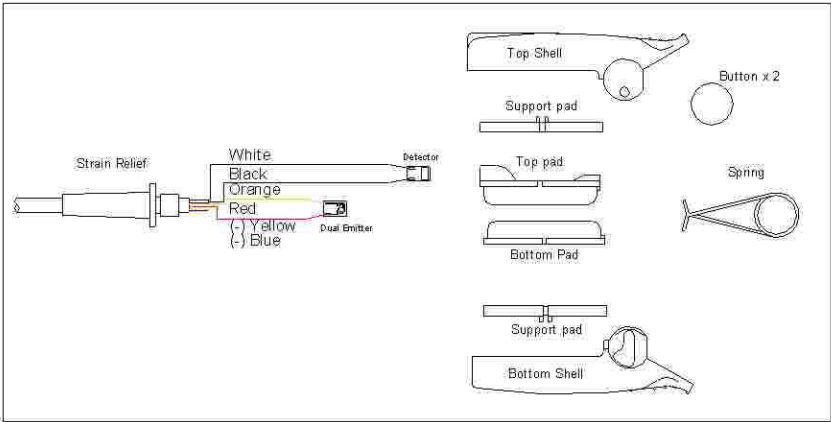 Strain Relief
White
Black
Orange
Red
(-) Yellow
(-) Blue
Detector
Dual Emitter
Top Shell
Support pad
Top pad
Bottom Pad
Support pad
Bottom Shell
Button x 2
Spring